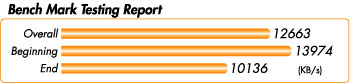 Bench Mark Testing Report
Overall 12663
Beginning 13974
End 10136 (KB/s)